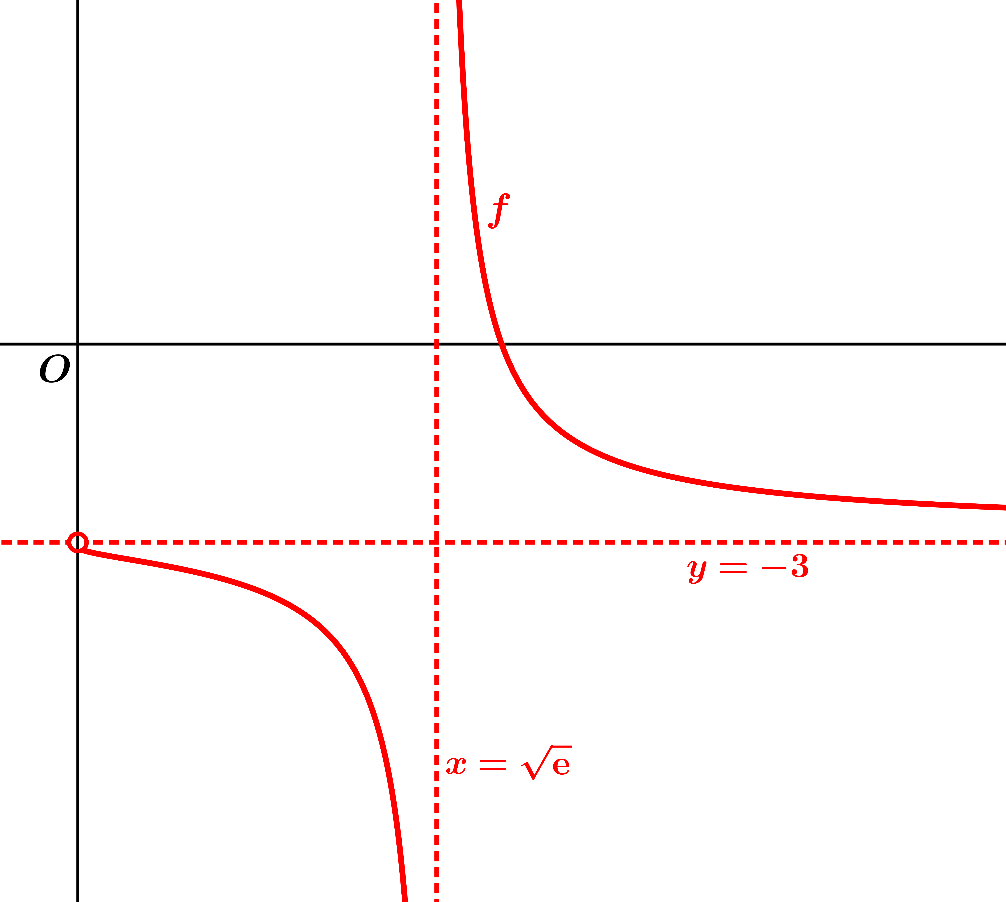 f
O
y = −3
x = √e